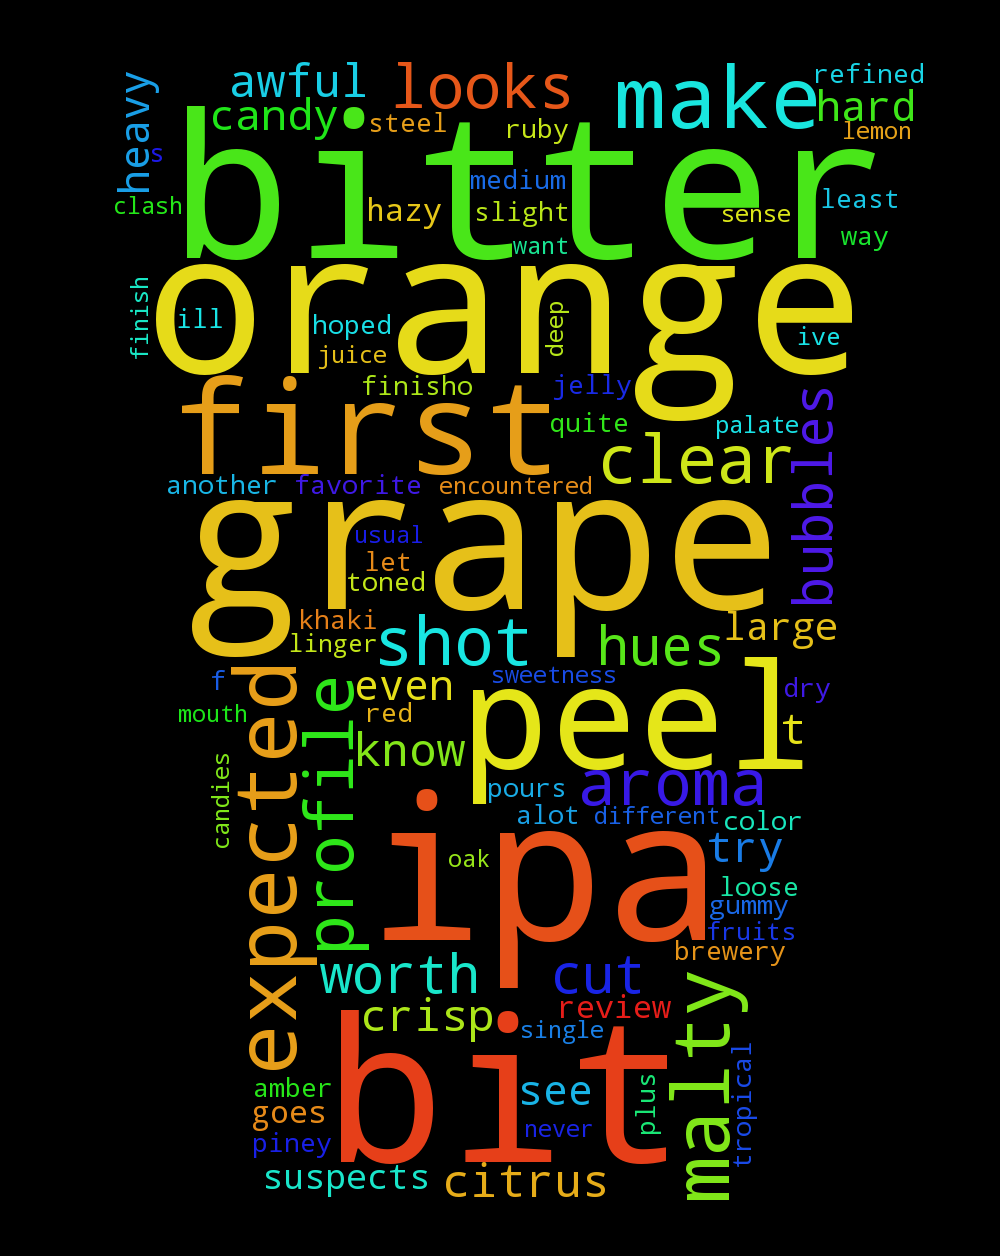 heavy
awful
looks
make
refined
candy
steel
ruby
hard
lemon
s
bitter
medium
clash
hazy
slight
sense
least
want
way
orange
finish
ill
hoped
deep
ive
juice
first
finisho
jelly
bubbles
quite
palate
clear
another
favorite
encountered
grape
usual
let
toned
khaki
linger
shot
hues
large
peel
expected
profile
f
even
sweetness
dry
mouth
red
t
know
candies
pours
aroma
alot
different
color
ipa
try
oak
loose
gummy
fruits
brewery
worth
cut
malty
crisp
review
single
bit
tropical
amber
see
plus
goes
never
piney
suspects
citrus